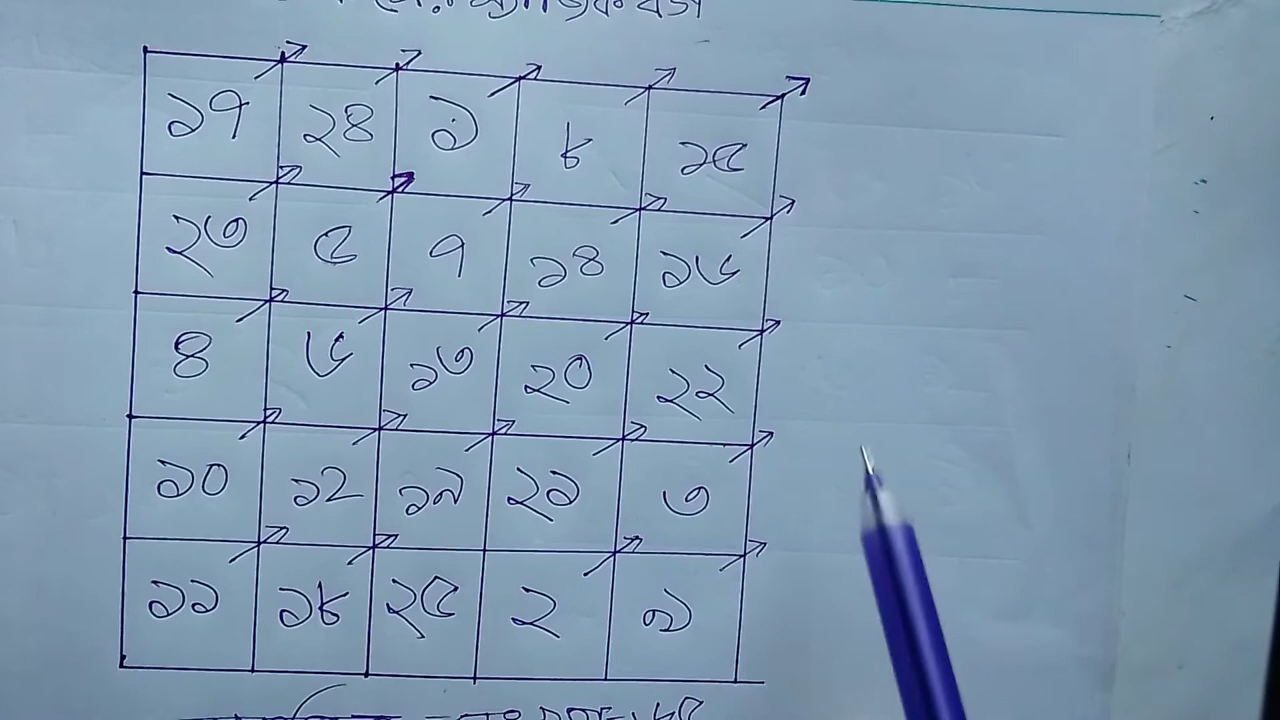 ১৭ ২৪ ১ ৮ ১৫
২৩ ৫ ৭ ১৪ ১৬
৪ ৬ ১৩ ২০ ২২
১০ ১২ ১৯ ২১ ৩
১১ ১৮ ২৫ ২ ৯